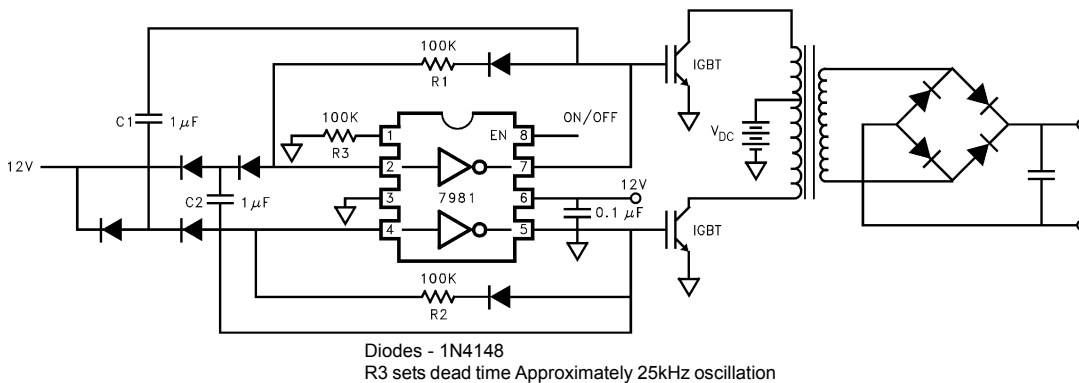 100K
R1
IGBT
C1 1μF
100K
R3
EN
ON/OFF
1
8
12V
2
7
VDC
C2 1μF
3
7981
6
12V
0.1 μF
4
5
IGBT
100K
R2
Diodes - 1N4148
R3 sets dead time Approximately 25kHz oscillation